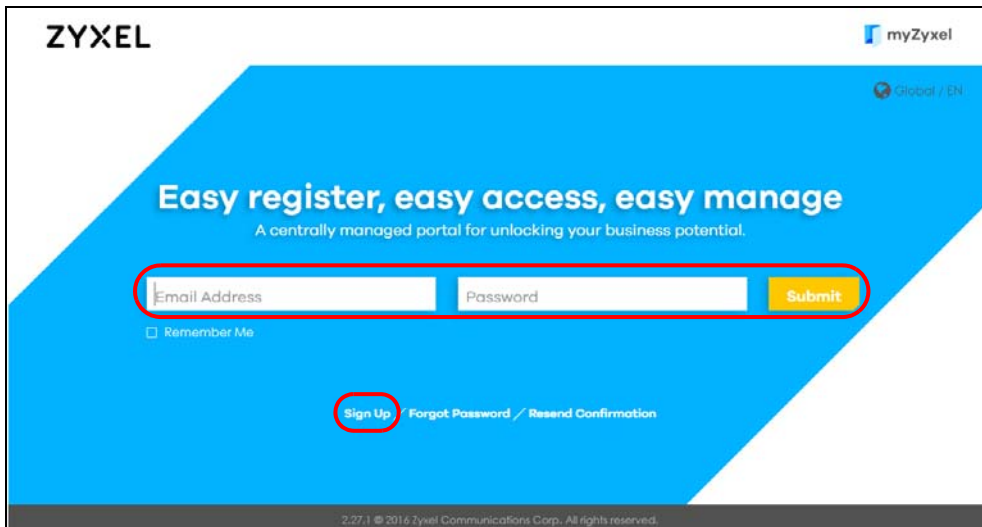 ZYXEL
myZyxel
Global / EN
Easy register, easy access, easy manage
A centrally managed portal for unlocking your business potential.
Email Address Password Submit
Remember Me
Sign Up / Forgot Password / Resend Confirmation
2.27.1 © 2016 Zyxel Communications Corp. All rights reserved.